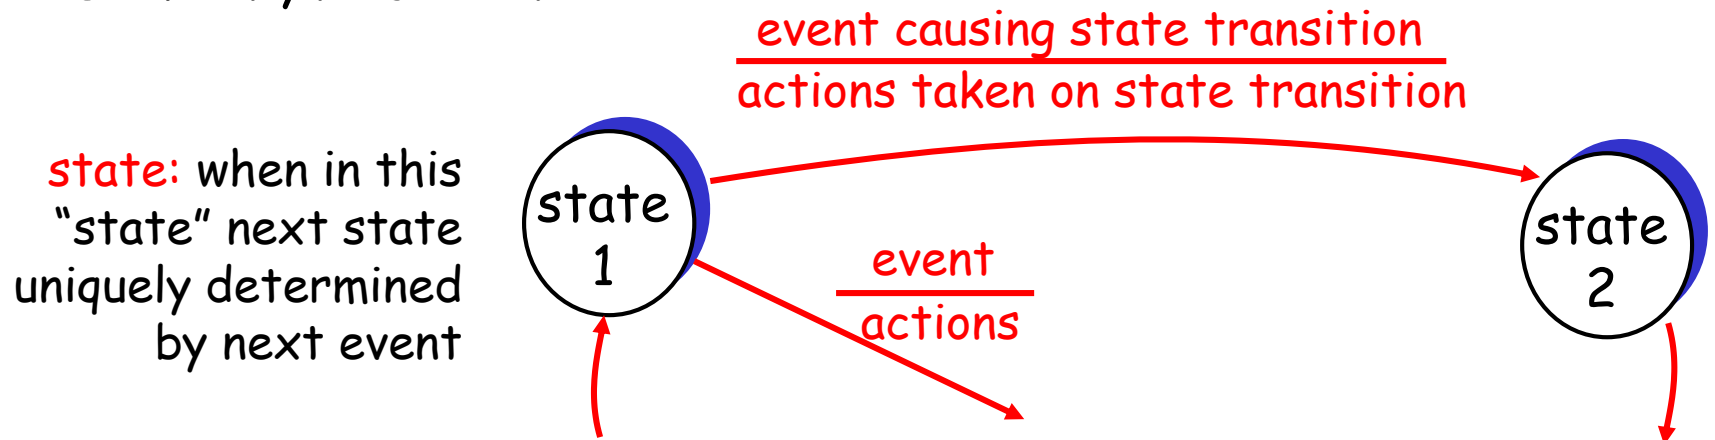 event causing state transition
actions taken on state transition
state: when in this
“state” next state
uniquely determined
by next event
state
1
event
actions
state
2